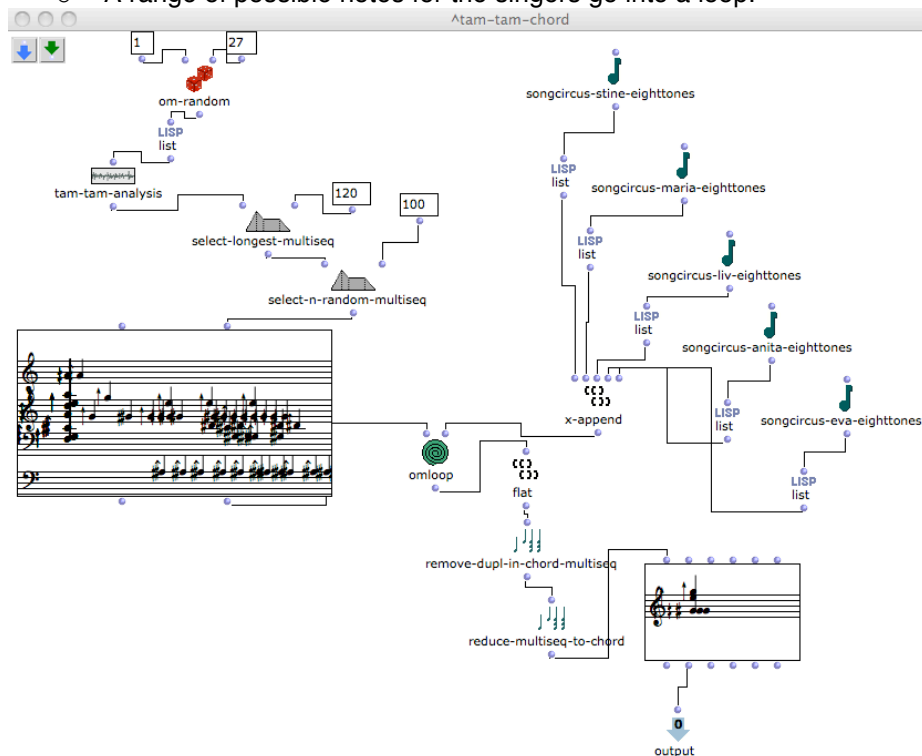 A range of possible notes for the singers go into a loop.
^tam-tam-chord
1
27
om-random
LISP
list
tam-tam-analysis
120
select-longest-multiseq
100
select-n-random-multiseq
songcircus-stine-eighttones
LISP
list
songcircus-maria-eighttones
LISP
list
songcircus-liv-eighttones
LISP
list
songcircus-anita-eighttones
LISP
list
songcircus-eva-eighttones
LISP
list
x-append
omloop
flat
remove-dupl-in-chord-multiseq
reduce-multiseq-to-chord
0
output